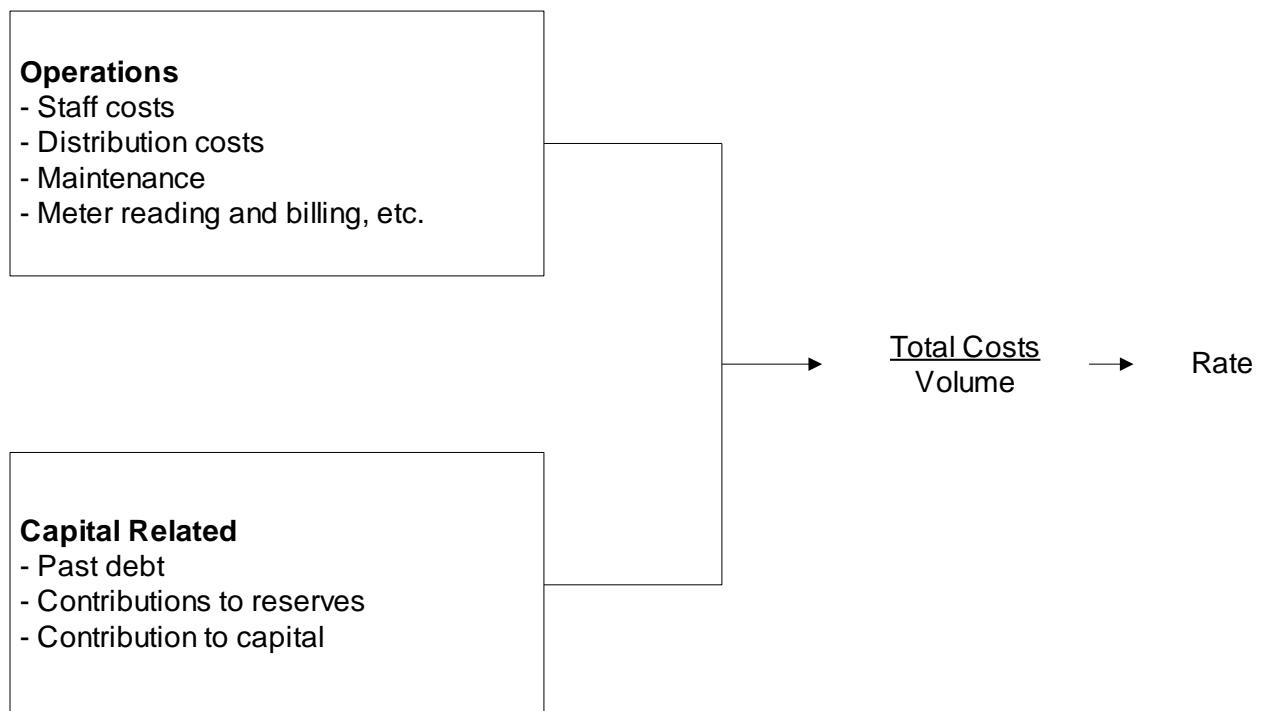 Operations
- Staff costs
- Distribution costs
- Maintenance
- Meter reading and billing, etc.
Total Costs
Volume
Rate
Capital Related
- Past debt
- Contributions to reserves
- Contribution to capital